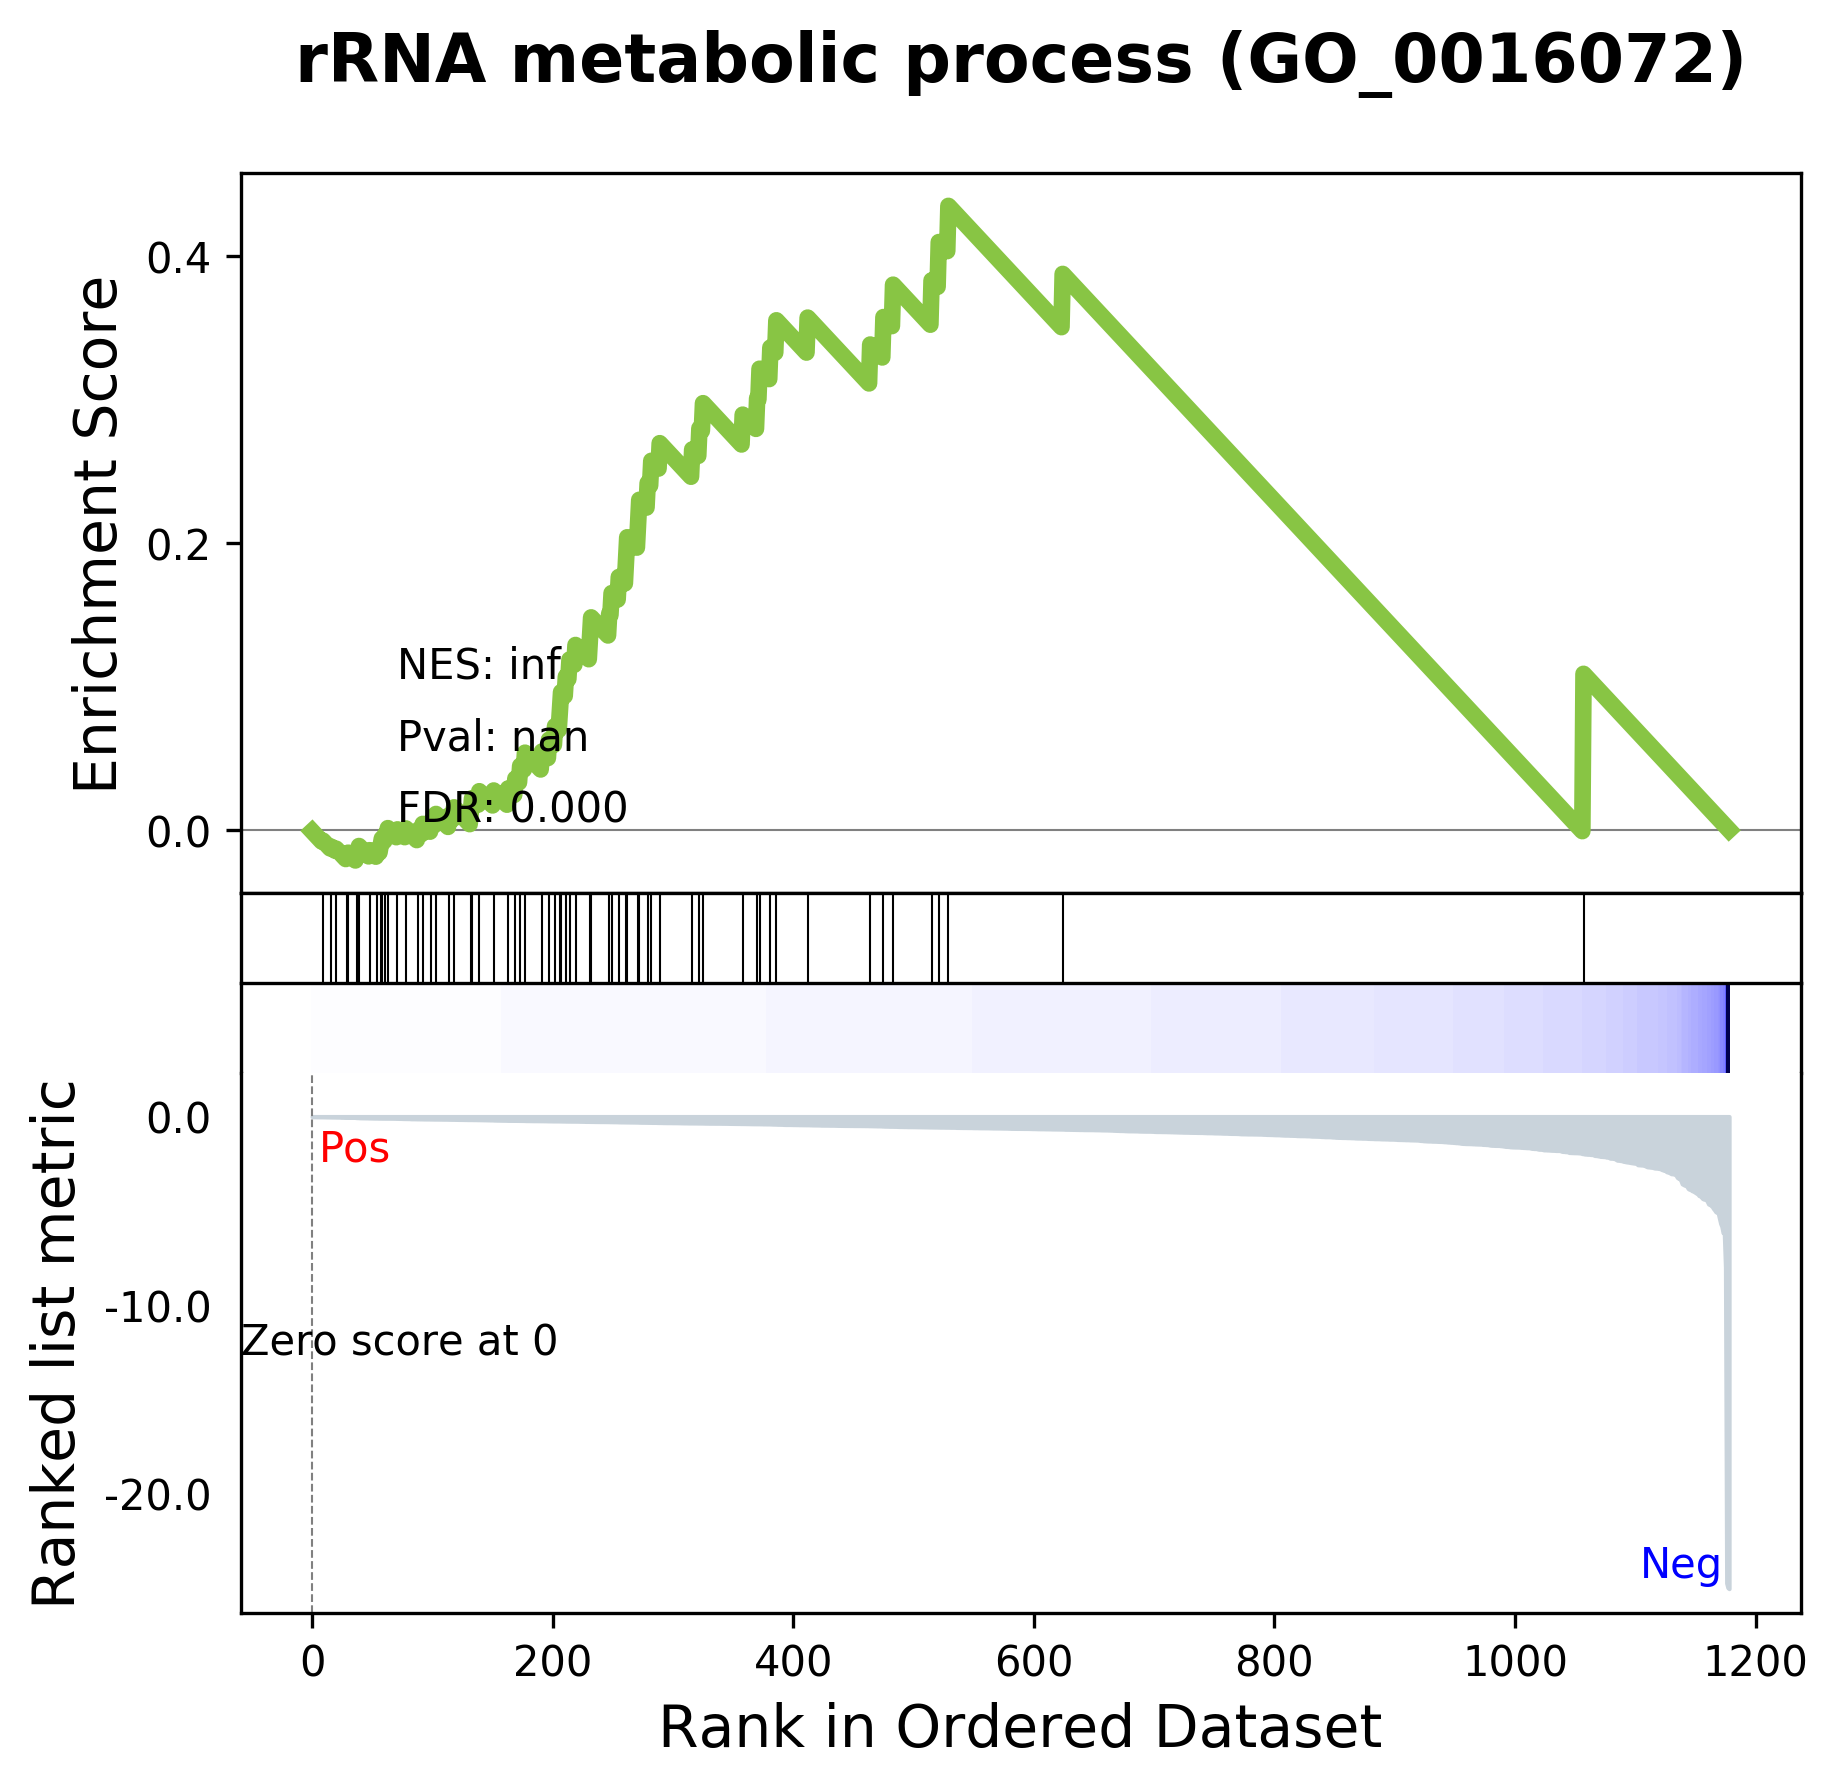 rRNA metabolic process (GO_0016072)
Enrichment Score
0.4
0.2
0.0
NES: inf
Pval: nan
FDR: 0.000
Ranked list metric
0.0
-10.0
-20.0
Pos
Zero score at 0
Neg
0 200 400 600 800 1000 1200
Rank in Ordered Dataset